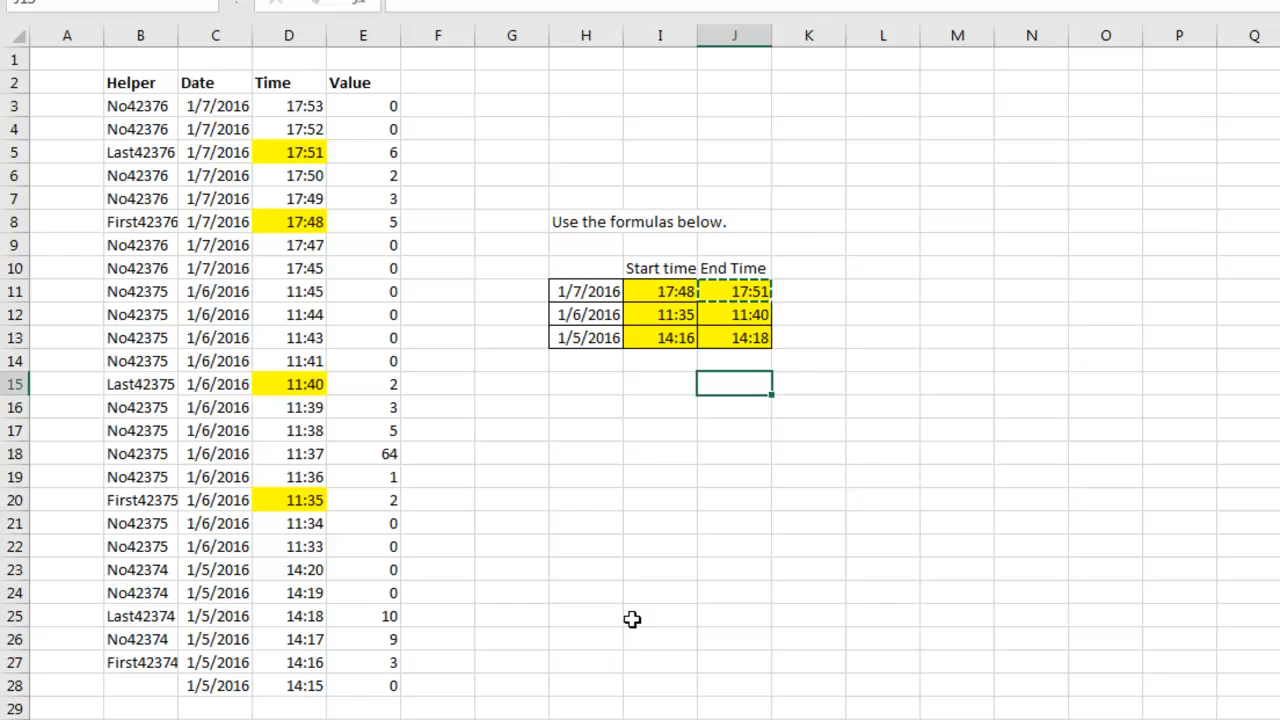 A B C D E F G H I J K L M N O P Q
1
2 Helper Date Time Value
3 No42376 1/7/2016 17:53 0
4 No42376 1/7/2016 17:52 0
5 Last42376 1/7/2016 17:51 6
6 No42376 1/7/2016 17:50 2
7 No42376 1/7/2016 17:49 3
8 First42376 1/7/2016 17:48 5 Use the formulas below.
9 No42376 1/7/2016 17:47 0
10 No42376 1/7/2016 17:45 0 Start time End Time
11 No42375 1/6/2016 11:45 0 1/7/2016 17:48 17:51
12 No42375 1/6/2016 11:44 0 1/6/2016 11:35 11:40
13 No42375 1/6/2016 11:43 0 1/5/2016 14:16 14:18
14 No42375 1/6/2016 11:41 0
15 Last42375 1/6/2016 11:40 2
16 No42375 1/6/2016 11:39 3
17 No42375 1/6/2016 11:38 5
18 No42375 1/6/2016 11:37 64
19 No42375 1/6/2016 11:36 1
20 First42375 1/6/2016 11:35 2
21 No42375 1/6/2016 11:34 0
22 No42375 1/6/2016 11:33 0
23 No42374 1/5/2016 14:20 0
24 No42374 1/5/2016 14:19 0
25 Last42374 1/5/2016 14:18 10
26 No42374 1/5/2016 14:17 9
27 First42374 1/5/2016 14:16 3
28 1/5/2016 14:15 0
29